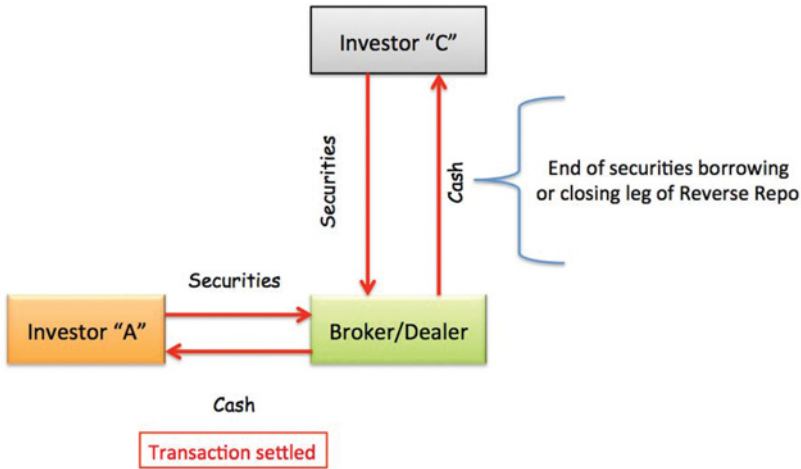 Investor “C”
Securities
Cash
End of securities borrowing
or closing leg of Reverse Repo
Securities
Investor “A”
Broker/Dealer
Cash
Transaction settled